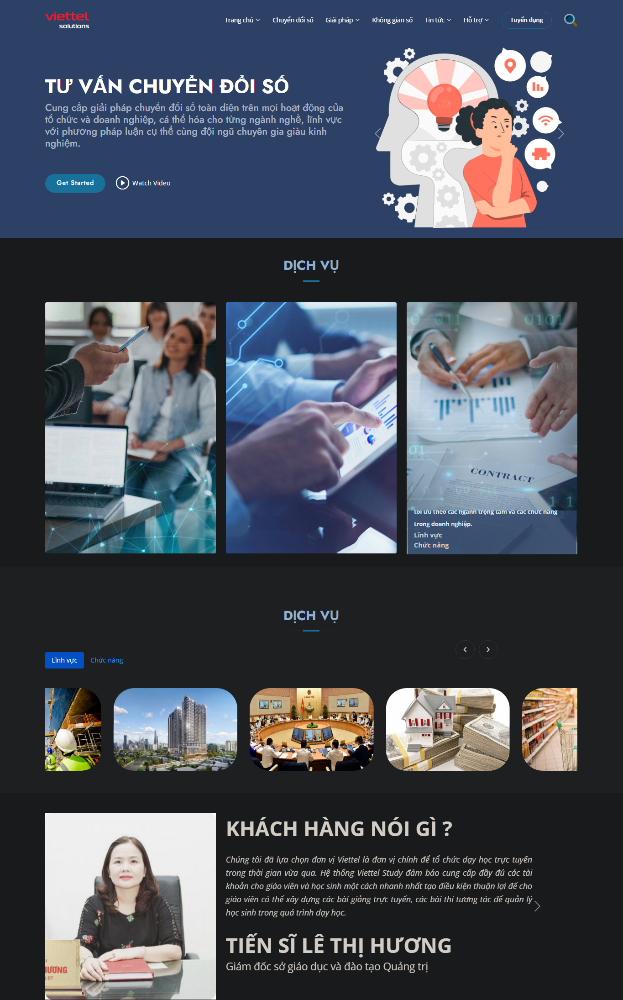 viettel
solutions
Trang chủ Chuyển đổi số Giải pháp Không gian số Tin tức Hỗ trợ Tuyển dụng
TƯ VẤN CHUYỂN ĐỔI SỐ
Cung cấp giải pháp chuyển đổi số toàn diện trên mọi hoạt động của
tổ chức và doanh nghiệp, cá thể hóa cho từng ngành nghề, lĩnh vực
với phương pháp luận cụ thể cùng đội ngũ chuyên gia giàu kinh
nghiệm.
Get Started Watch Video
DỊCH VỤ
0 011 0101
01
CONTRACT
tối ưu theo các ngành trọng tâm và các chức năng
trong doanh nghiệp.
Lĩnh vực
Chức năng
DỊCH VỤ
Lĩnh vực Chức năng
KHÁCH HÀNG NÓI GÌ ?
Chúng tôi đã lựa chọn đơn vị Viettel là đơn vị chính để tổ chức dạy học trực tuyến
trong thời gian vừa qua. Hệ thống Viettel Study đảm bảo cung cấp đầy đủ các tài
khoản cho giáo viên và học sinh một cách nhanh nhất tạo điều kiện thuận lợi để cho
giáo viên có thể xây dựng các bài giảng trực tuyến, các bài thi tương tác để quản lý
học sinh trong quá trình dạy học.
TIẾN SĨ LÊ THỊ HƯƠNG
Giám đốc sở giáo dục và đào tạo Quảng trị
ƯƠNG
& ĐT